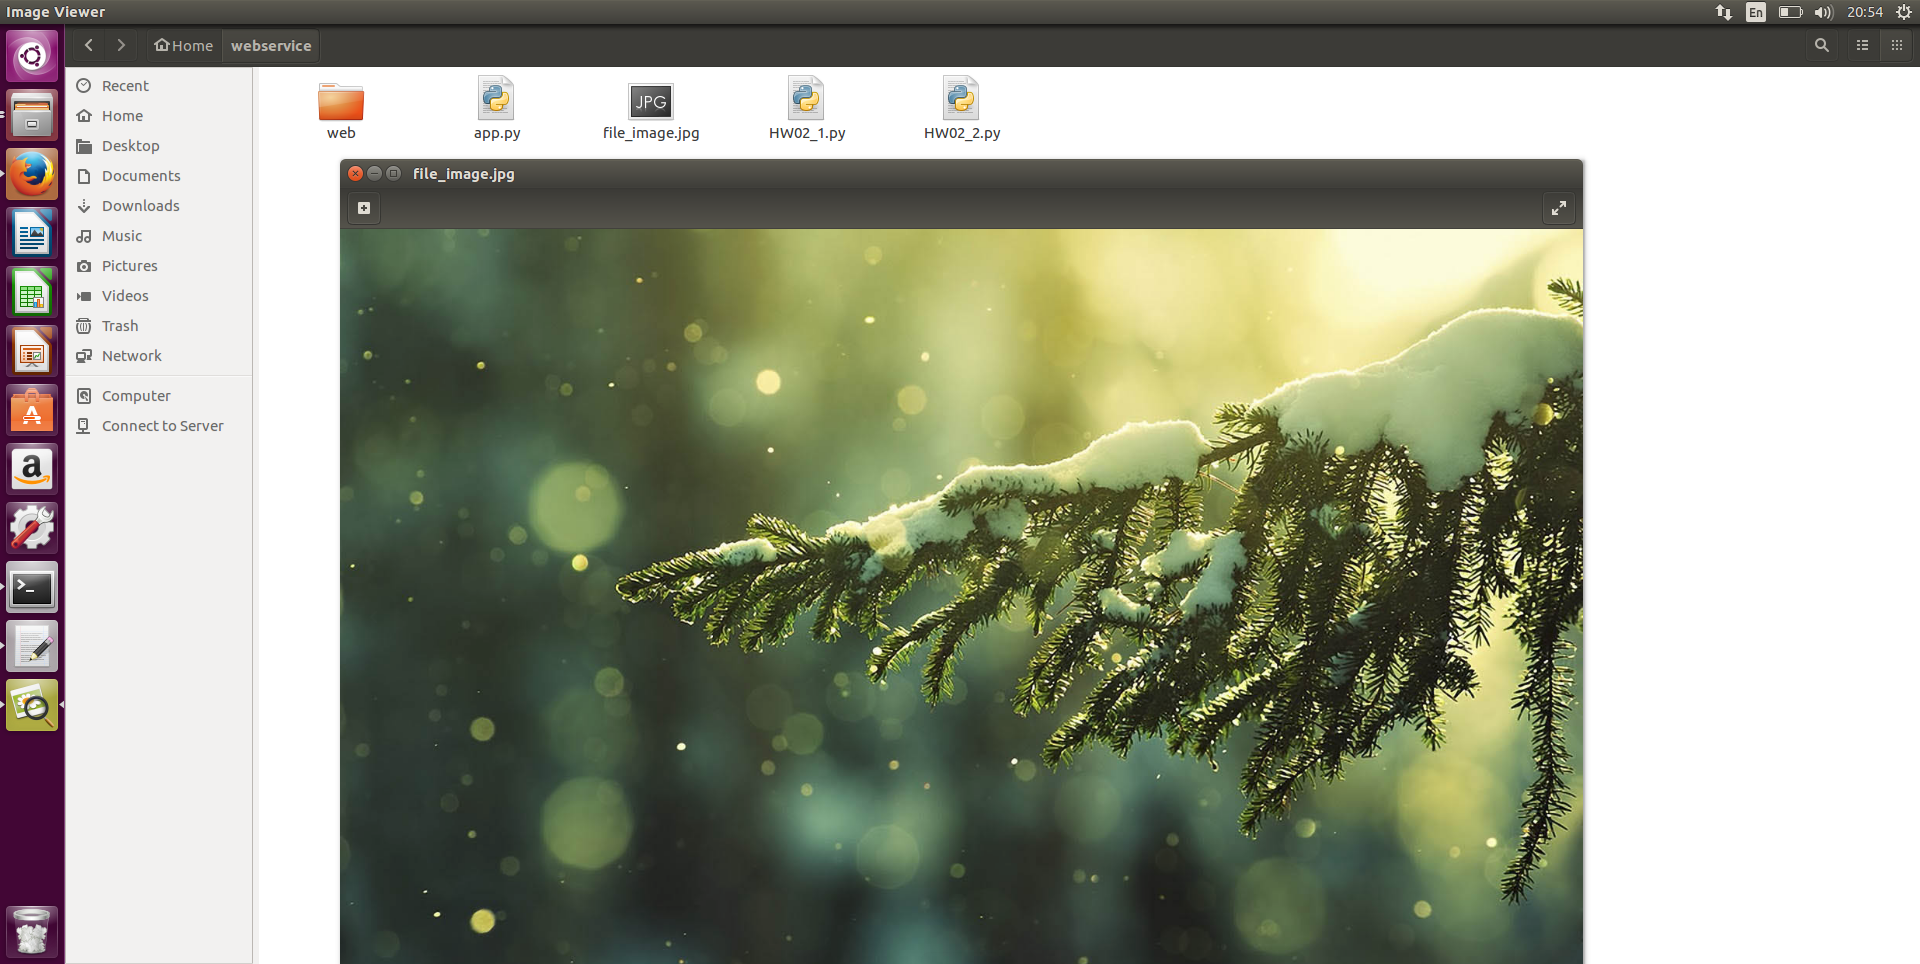 Image Viewer
En
20:54
Home
webservice
Recent
Home
Desktop
Documents
Downloads
Music
Pictures
Videos
Trash
Network
Computer
Connect to Server
JPG
web
app.py
file_image.jpg
HW02_1.py
HW02_2.py
file_image.jpg